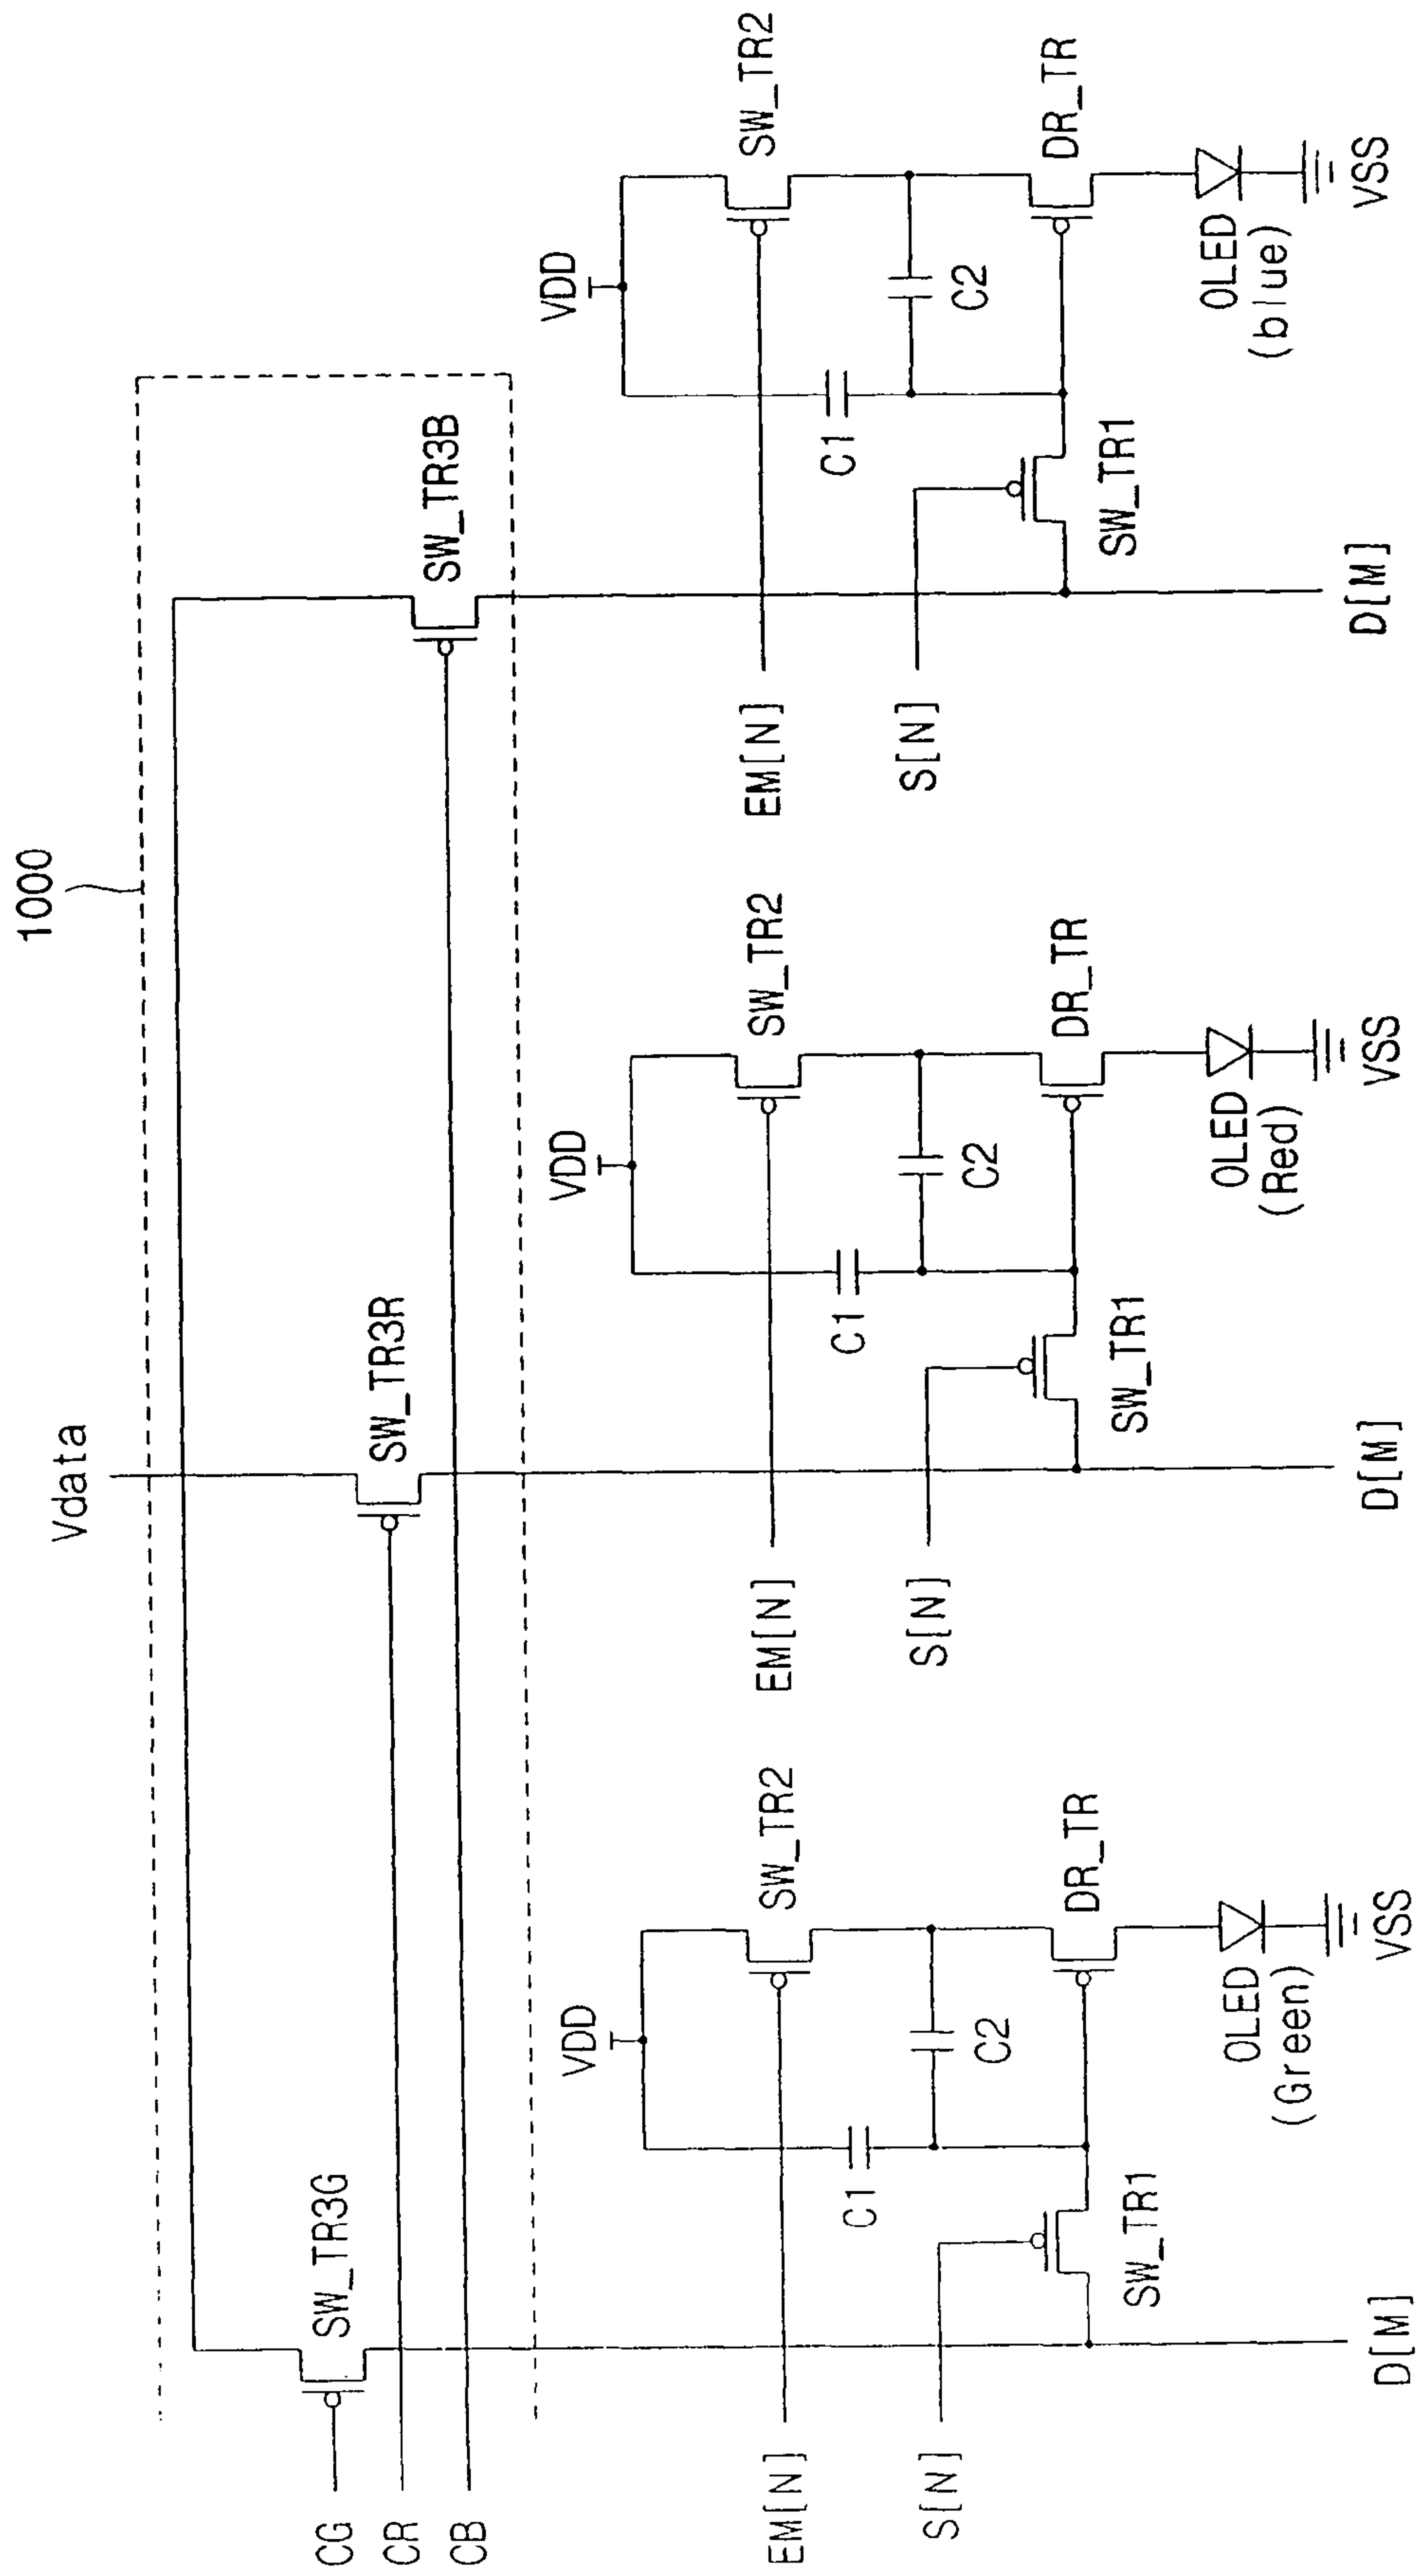 1000
Vdata
CG
CR
CB
SW_TR3G
SW_TR3R
SW_TR3B
VDD
SW_TR2
C1
C2
EM[N]
S[N]
SW_TR1
DR_TR
OLED
(Green)
VSS
D[M]
VDD
SW_TR2
C1
C2
EM[N]
S[N]
SW_TR1
DR_TR
OLED
(Red)
VSS
D[M]
VDD
SW_TR2
C1
C2
EM[N]
S[N]
SW_TR1
DR_TR
OLED
(blue)
VSS
D[M]